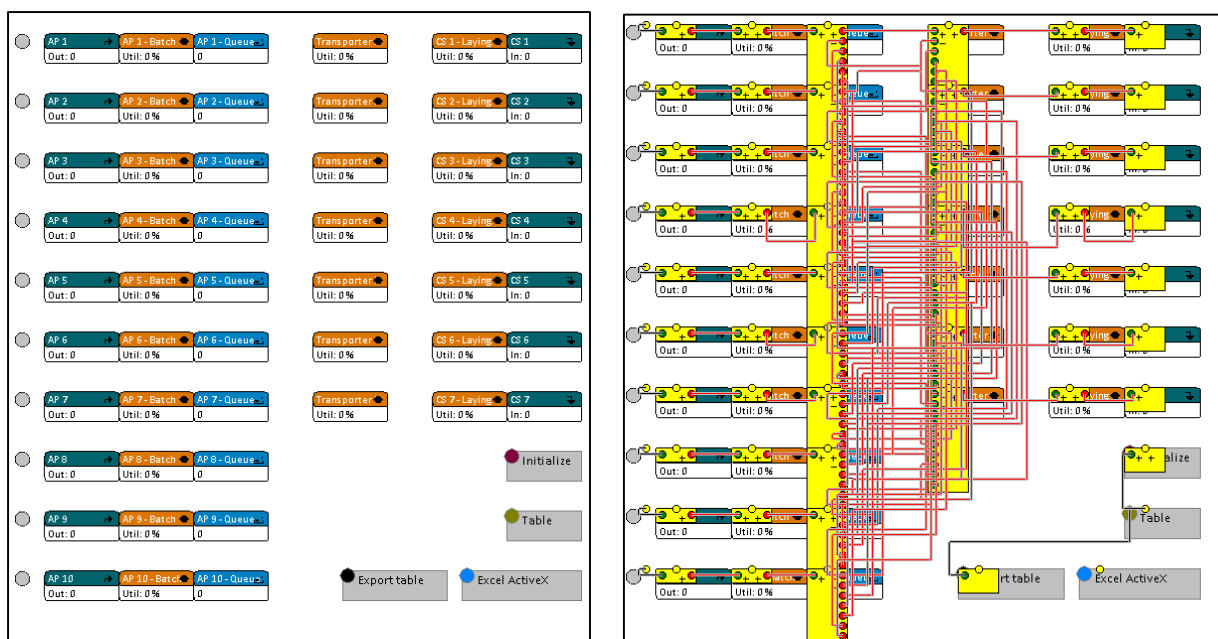 AP 1 AP 1 - Batch AP 1 - Queue Transporter CS 1 - Laying CS 1
Out: 0 Util: 0 % 0 Util: 0 % Util: 0 % In: 0
AP 2 AP 2 - Batch AP 2 - Queue Transporter CS 2 - Laying CS 2
Out: 0 Util: 0 % 0 Util: 0 % Util: 0 % In: 0
AP 3 AP 3 - Batch AP 3 - Queue Transporter CS 3 - Laying CS 3
Out: 0 Util: 0 % 0 Util: 0 % Util: 0 % In: 0
AP 4 AP 4 - Batch AP 4 - Queue Transporter CS 4 - Laying CS 4
Out: 0 Util: 0 % 0 Util: 0 % Util: 0 % In: 0
AP 5 AP 5 - Batch AP 5 - Queue Transporter CS 5 - Laying CS 5
Out: 0 Util: 0 % 0 Util: 0 % Util: 0 % In: 0
AP 6 AP 6 - Batch AP 6 - Queue Transporter CS 6 - Laying CS 6
Out: 0 Util: 0 % 0 Util: 0 % Util: 0 % In: 0
AP 7 AP 7 - Batch AP 7 - Queue Transporter CS 7 - Laying CS 7
Out: 0 Util: 0 % 0 Util: 0 % Util: 0 % In: 0
AP 8 AP 8 - Batch AP 8 - Queue
Out: 0 Util: 0 % 0
Initialize
AP 9 AP 9 - Batch AP 9 - Queue
Out: 0 Util: 0 % 0
Table
AP 10 AP 10 - Batch AP 10 - Queue
Out: 0 Util: 0 % 0
Export table Excel ActiveX
Out: 0 Util: 0 Util: 0 %
Out: 0 Util: 0 Util: 0 %
Out: 0 Util: 0 Util: 0 %
Out: 0 Util: 0 % Util: 0 % In: 0
Out: 0 Util: 0 Util: 0 %
Out: 0 Util: 0 % Util: 0 %
Out: 0 Util: 0 Util: 0 %
Out: 0 Util: 0
Out: 0 Util: 0
Table
Out: 0 Util: 0
Excel ActiveX